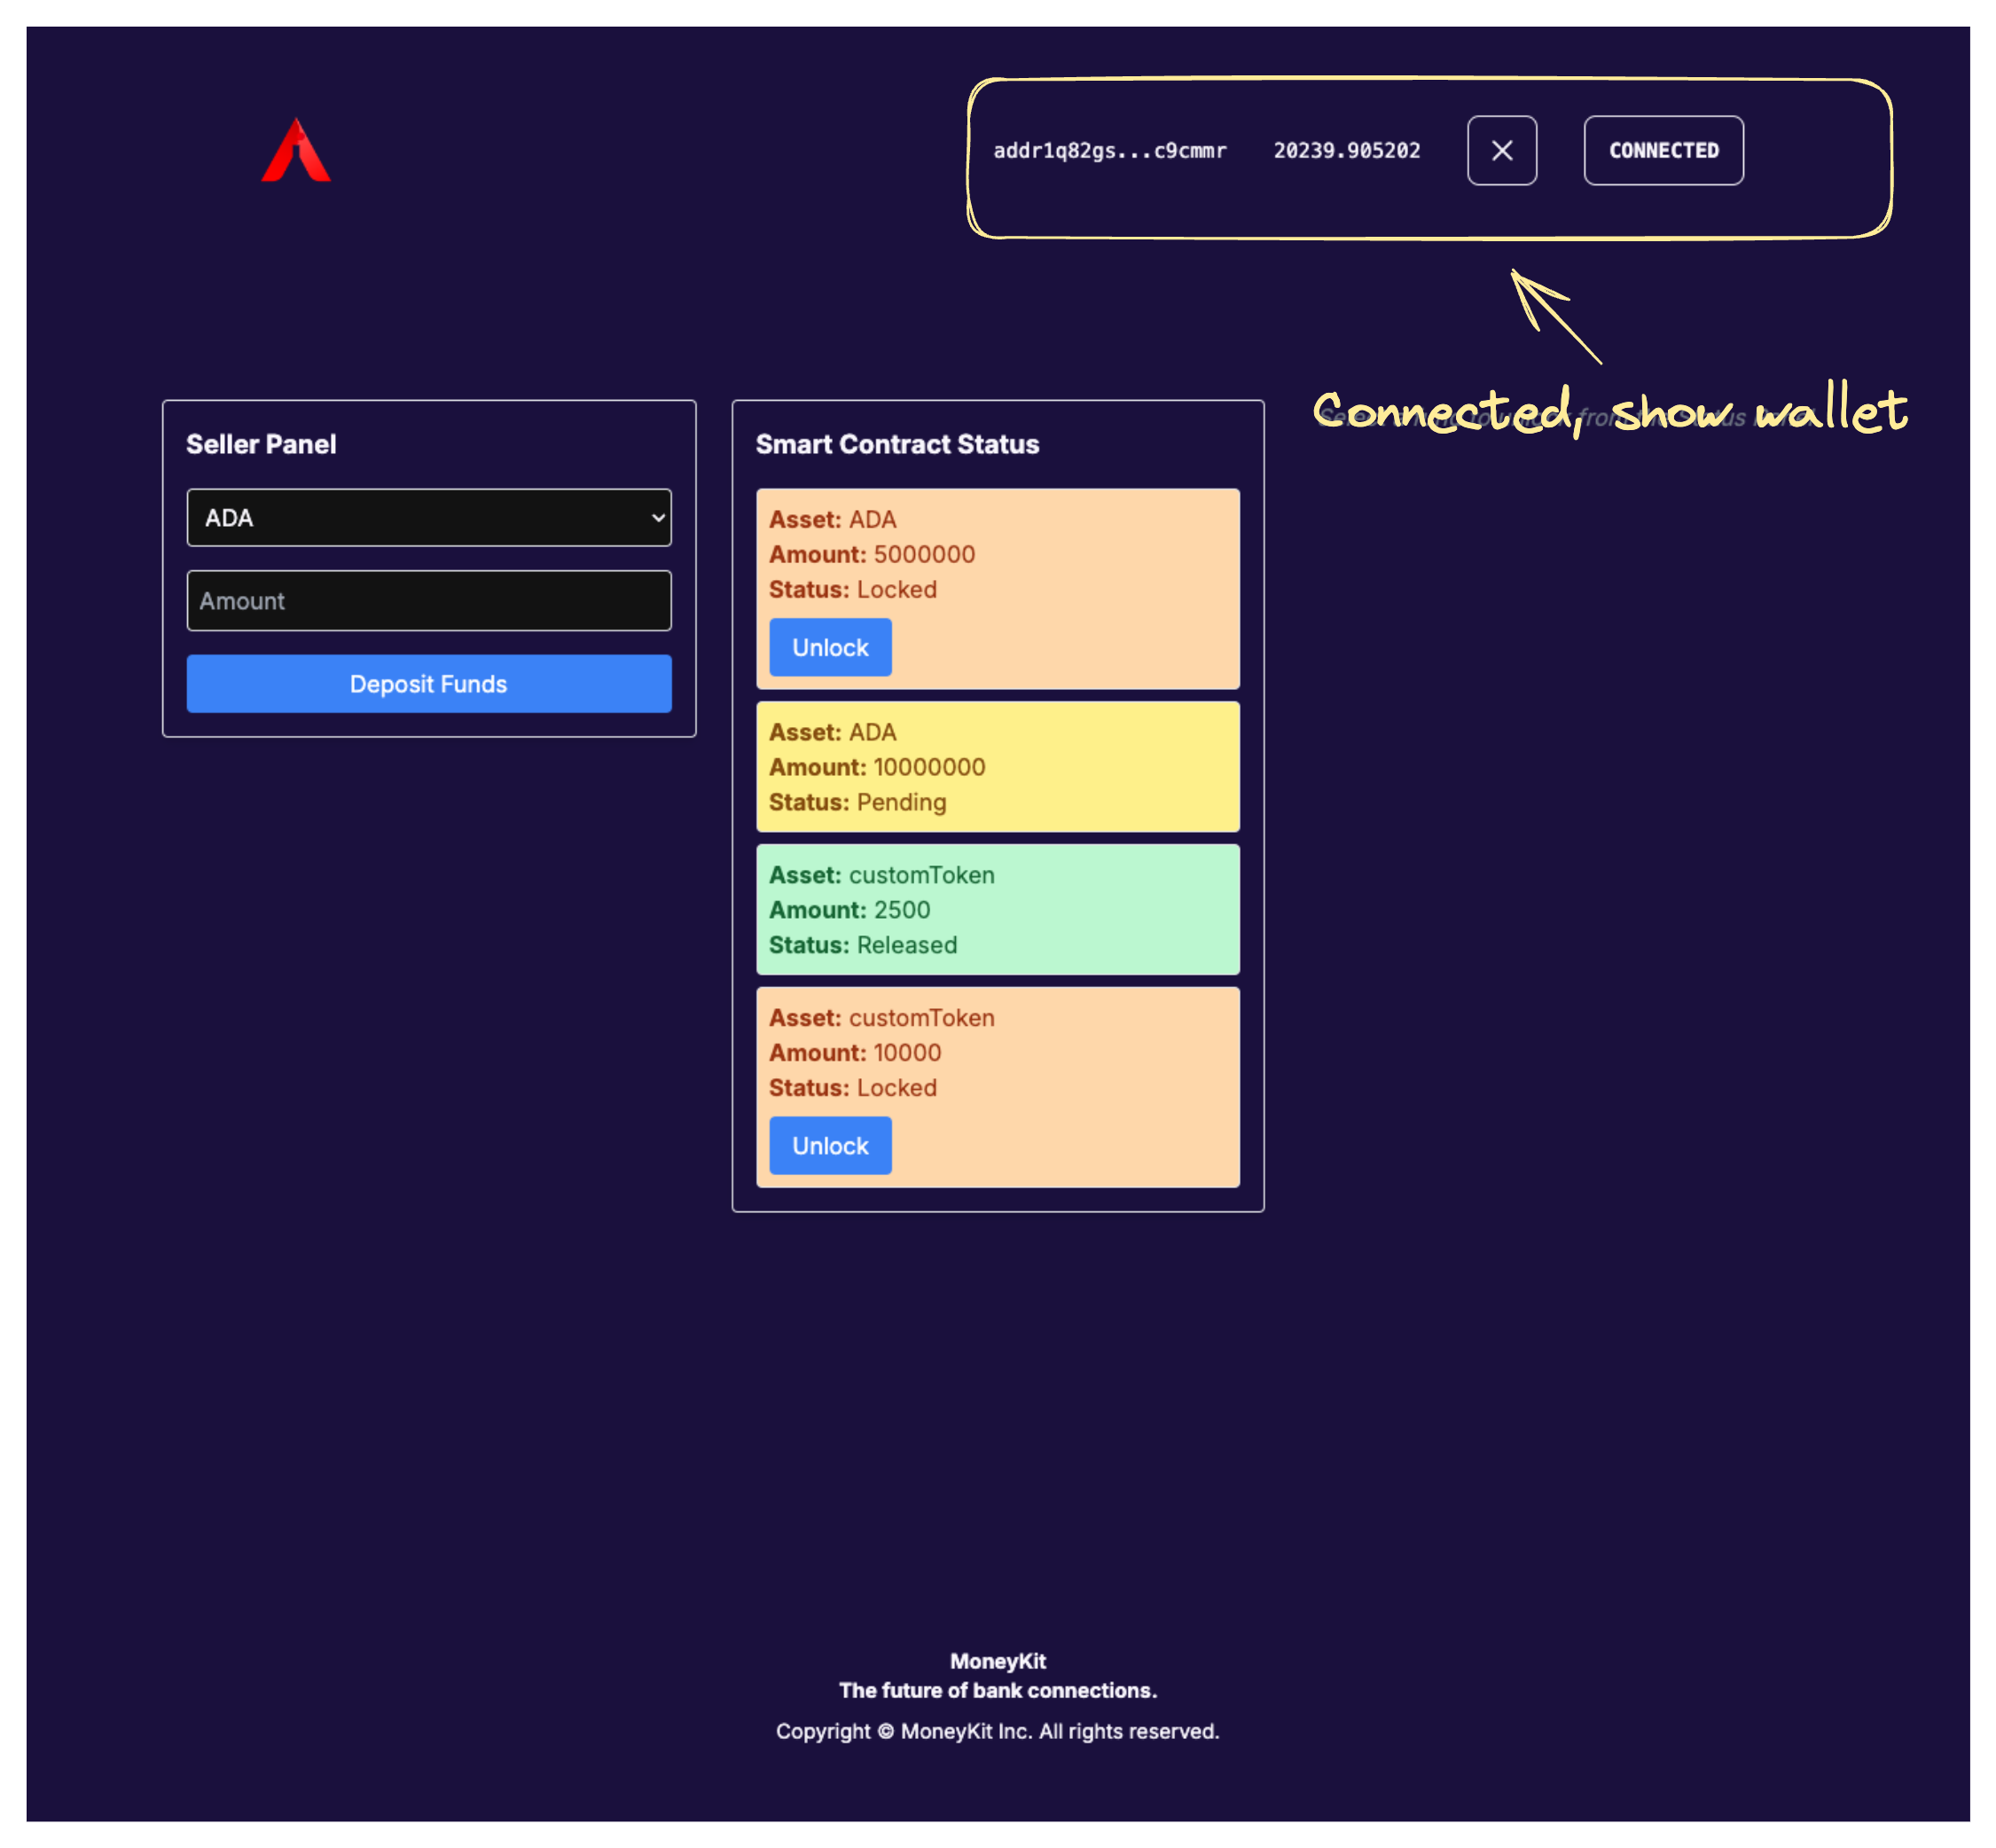 addr1q82gs...c9cmmr 20239.905202 CONNECTED
Connected, show wallet
Seller Panel
ADA
Amount
Deposit Funds
Smart Contract Status
Asset: ADA
Amount: 5000000
Status: Locked
Unlock
Asset: ADA
Amount: 10000000
Status: Pending
Asset: customToken
Amount: 2500
Status: Released
Asset: customToken
Amount: 10000
Status: Locked
Unlock
MoneyKit
The future of bank connections.
Copyright © MoneyKit Inc. All rights reserved.